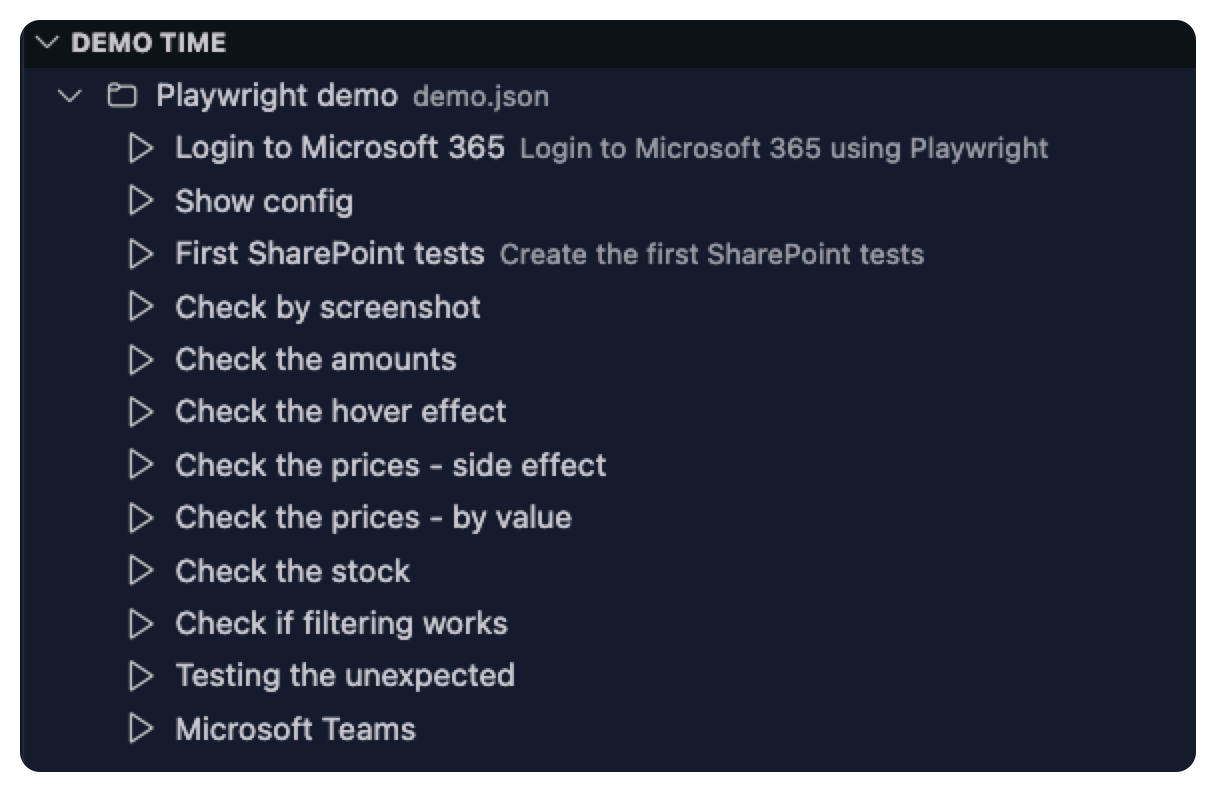 DEMO TIME
Playwright demo demo.json
Login to Microsoft 365 Login to Microsoft 365 using Playwright
Show config
First SharePoint tests Create the first SharePoint tests
Check by screenshot
Check the amounts
Check the hover effect
Check the prices - side effect
Check the prices - by value
Check the stock
Check if filtering works
Testing the unexpected
Microsoft Teams